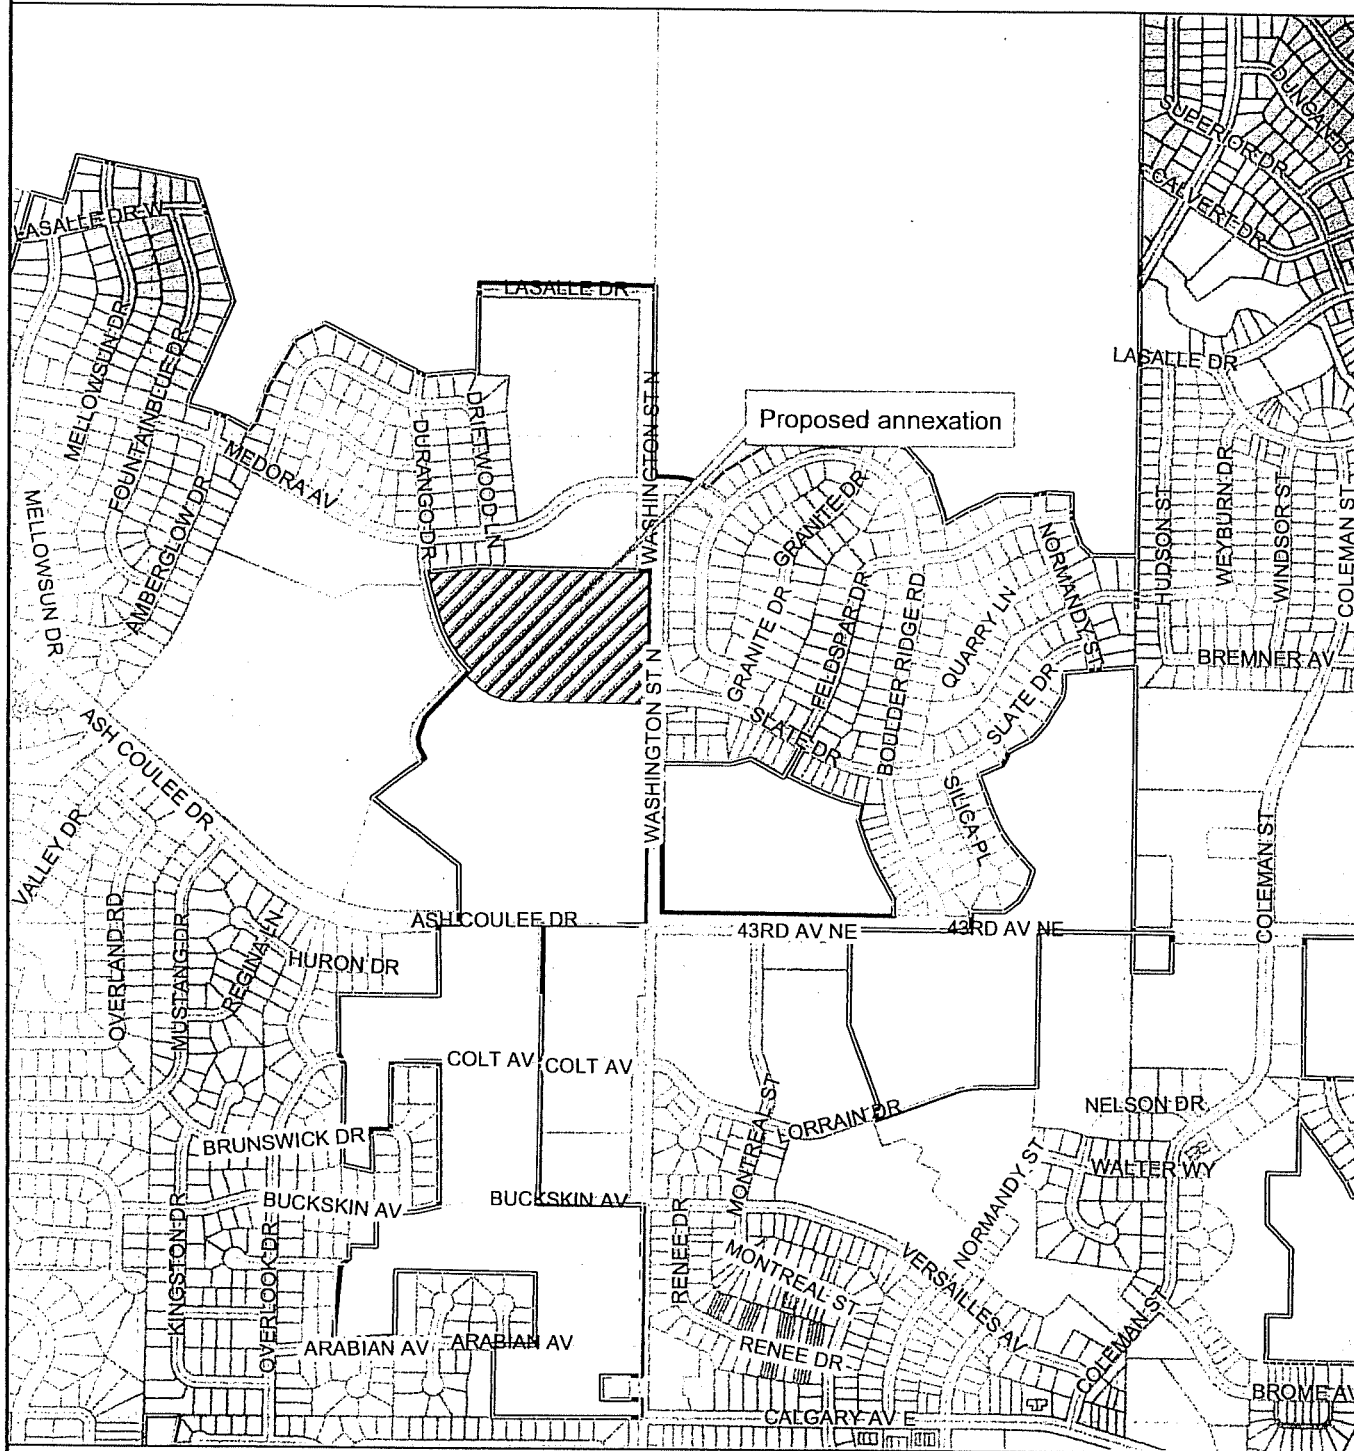 DUNCAN DR
SUPERIOR DR
CALVERT DR
LASALLE DR W
LASALLE DR
LASALLE DR
MELLOWSUN DR
FOUNTAINBLUE DR
WASHINGTON ST N
Proposed annexation
DRIFTWOOD LN
DURANGO DR
MEDORA AV
AMBERGLOW DR
MELLOWSUN DR
GRANITE DR
HUDSON ST
WEYBURN DR
WINDSOR ST
COLEMAN ST
NORMANDY ST
GRANITE DR
FELDSPAR DR
BOULDER RIDGE RD
QUARRY LN
BREMNER AV
WASHINGTON ST N
SLATE DR
SLATE DR
ASH COULEE DR
SILICA PL
VALLEY DR
COLEMAN ST
ASH COULEE DR
43RD AV NE
43RD AV NE
OVERLAND RD
MUSTANG DR
REGINA LN
HURON DR
COLT AV
COLT AV
MONTREAL ST
LORRAIN DR
NELSON DR
BRUNSWICK DR
NORMANDY ST
WALTER WY
BUCKSKIN AV
BUCKSKIN AV
KINGSTON DR
OVERLOOK DR
RENEE DR
MONTREAL ST
VERSAILLES AV
COLEMAN ST
ARABIAN AV
ARABIAN AV
RENEE DR
BROME AV
CALGARY AV E